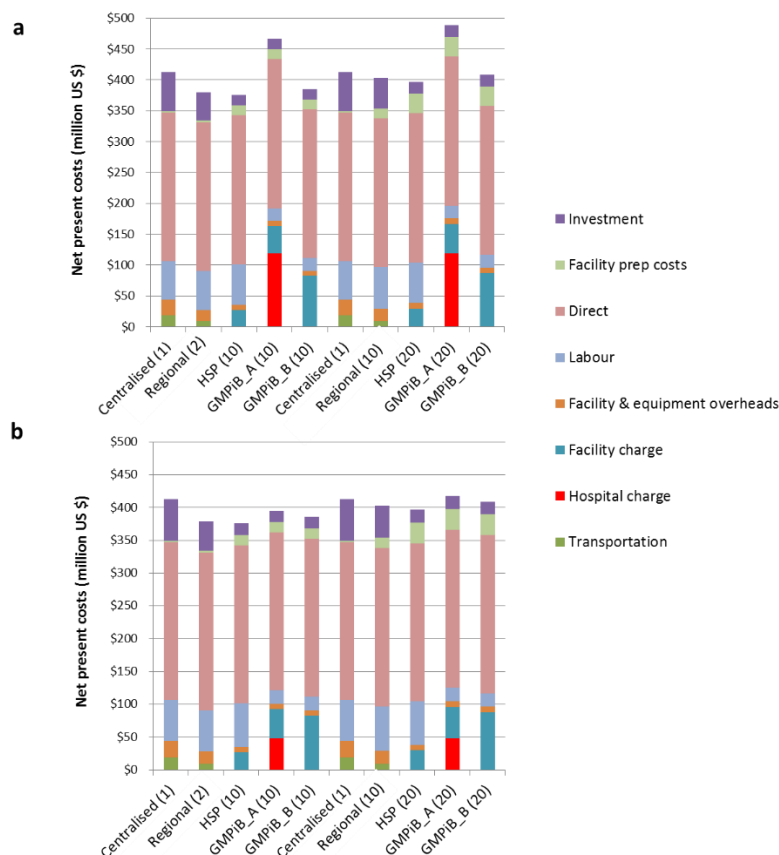 a
Net present costs (million US $)
$500
$450
$400
$350
$300
$250
$200
$150
$100
$50
$0
Centralised (1)
Regional (2)
HSP (10)
GMPiB_A (10)
GMPiB_B (10)
Centralised (1)
Regional (10)
HSP (20)
GMPiB_A (20)
GMPiB_B (20)
b
Net present costs (million US $)
$500
$450
$400
$350
$300
$250
$200
$150
$100
$50
$0
Centralised (1)
Regional (2)
HSP (10)
GMPiB_A (10)
GMPiB_B (10)
Centralised (1)
Regional (10)
HSP (20)
GMPiB_A (20)
GMPiB_B (20)
Investment
Facility prep costs
Direct
Labour
Facility & equipment overheads
Facility charge
Hospital charge
Transportation